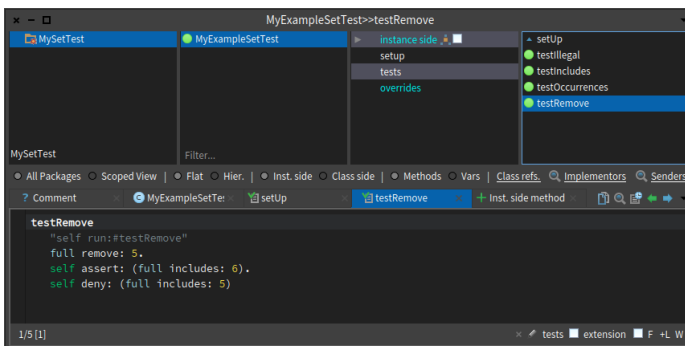 MyExampleSetTest>>testRemove
MySetTest
MyExampleSetTest
instance side
setup
tests
overrides
setUp
testIllegal
testIncludes
testOccurrences
testRemove
MySetTest
Filter...
All Packages Scoped View | Flat Hier. | Inst. side Class side | Methods Vars | Class refs. Implementors Senders
? Comment MyExampleSetTe setUp testRemove Inst. side method
testRemove
"self run:#testRemove"
full remove: 5.
self assert: (full includes: 6).
self deny: (full includes: 5)
1/5 [1] tests extension F +L W